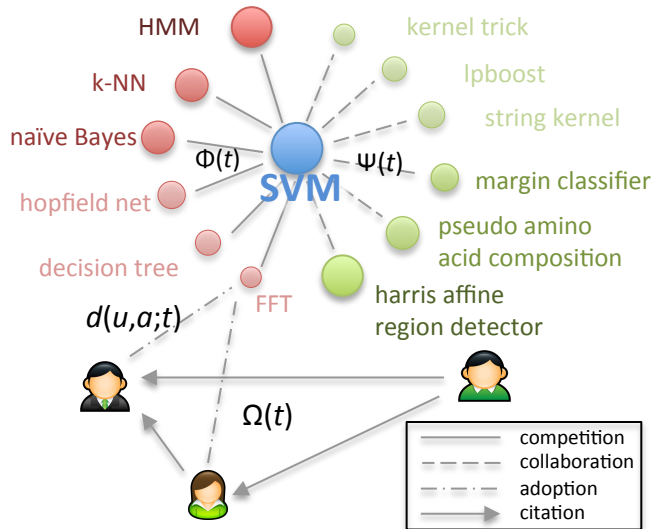 HMM
kernel trick
k-NN
lpboost
string kernel
naïve Bayes
Φ(t)
Ψ(t)
SVM
margin classifier
hopfield net
pseudo amino
acid composition
decision tree
FFT
harris affine
region detector
d(u,a;t)
Ω(t)
competition
collaboration
adoption
citation